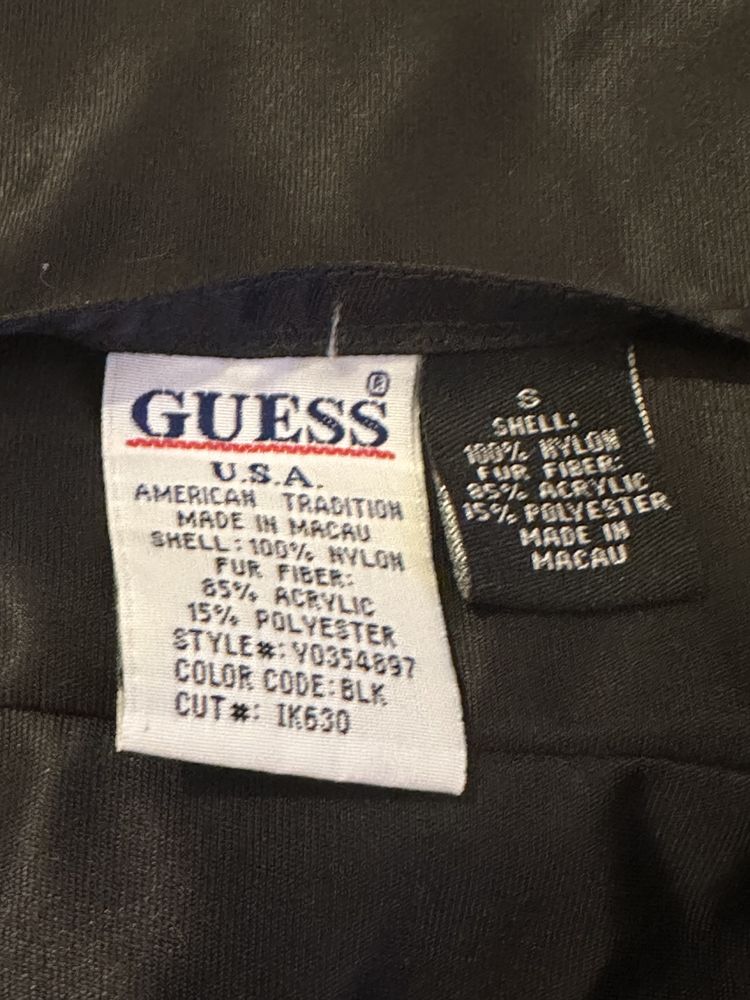 GUESS®
U.S.A.
AMERICAN TRADITION
MADE IN MACAU
SHELL: 100% NYLON
FUR FIBER:
85% ACRYLIC
15% POLYESTER
STYLE#: Y0354897
COLOR CODE: BLK
CUT#: IK630
S
SHELL:
100% NYLON
FUR FIBER:
85% ACRYLIC
15% POLYESTER
MADE IN
MACAU